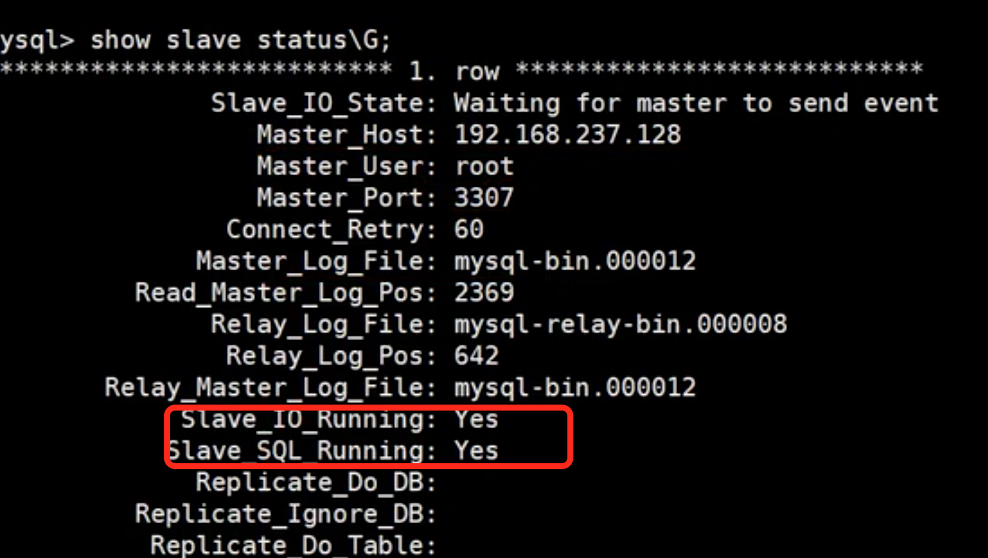 ysql> show slave status\G;
*************************** 1. row ***************************
Slave_IO_State: Waiting for master to send event
Master_Host: 192.168.237.128
Master_User: root
Master_Port: 3307
Connect_Retry: 60
Master_Log_File: mysql-bin.000012
Read_Master_Log_Pos: 2369
Relay_Log_File: mysql-relay-bin.000008
Relay_Log_Pos: 642
Relay_Master_Log_File: mysql-bin.000012
Slave_IO_Running: Yes
Slave_SQL_Running: Yes
Replicate_Do_DB:
Replicate_Ignore_DB:
Replicate_Do_Table: